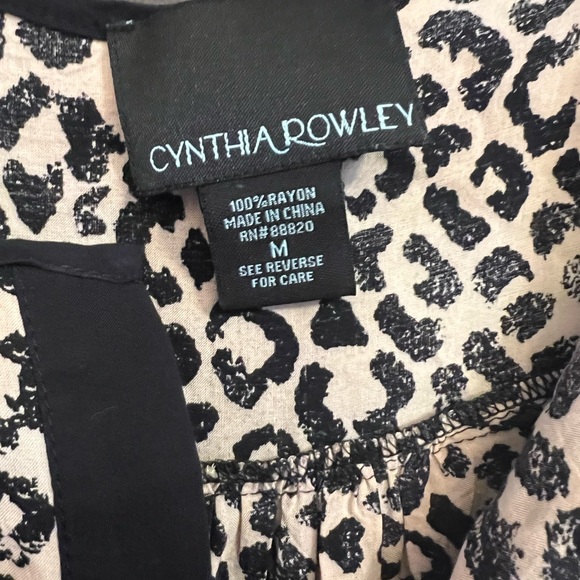 CYNTHIA ROWLEY
100%RAYON
MADE IN CHINA
RN#88820
M
SEE REVERSE
FOR CARE